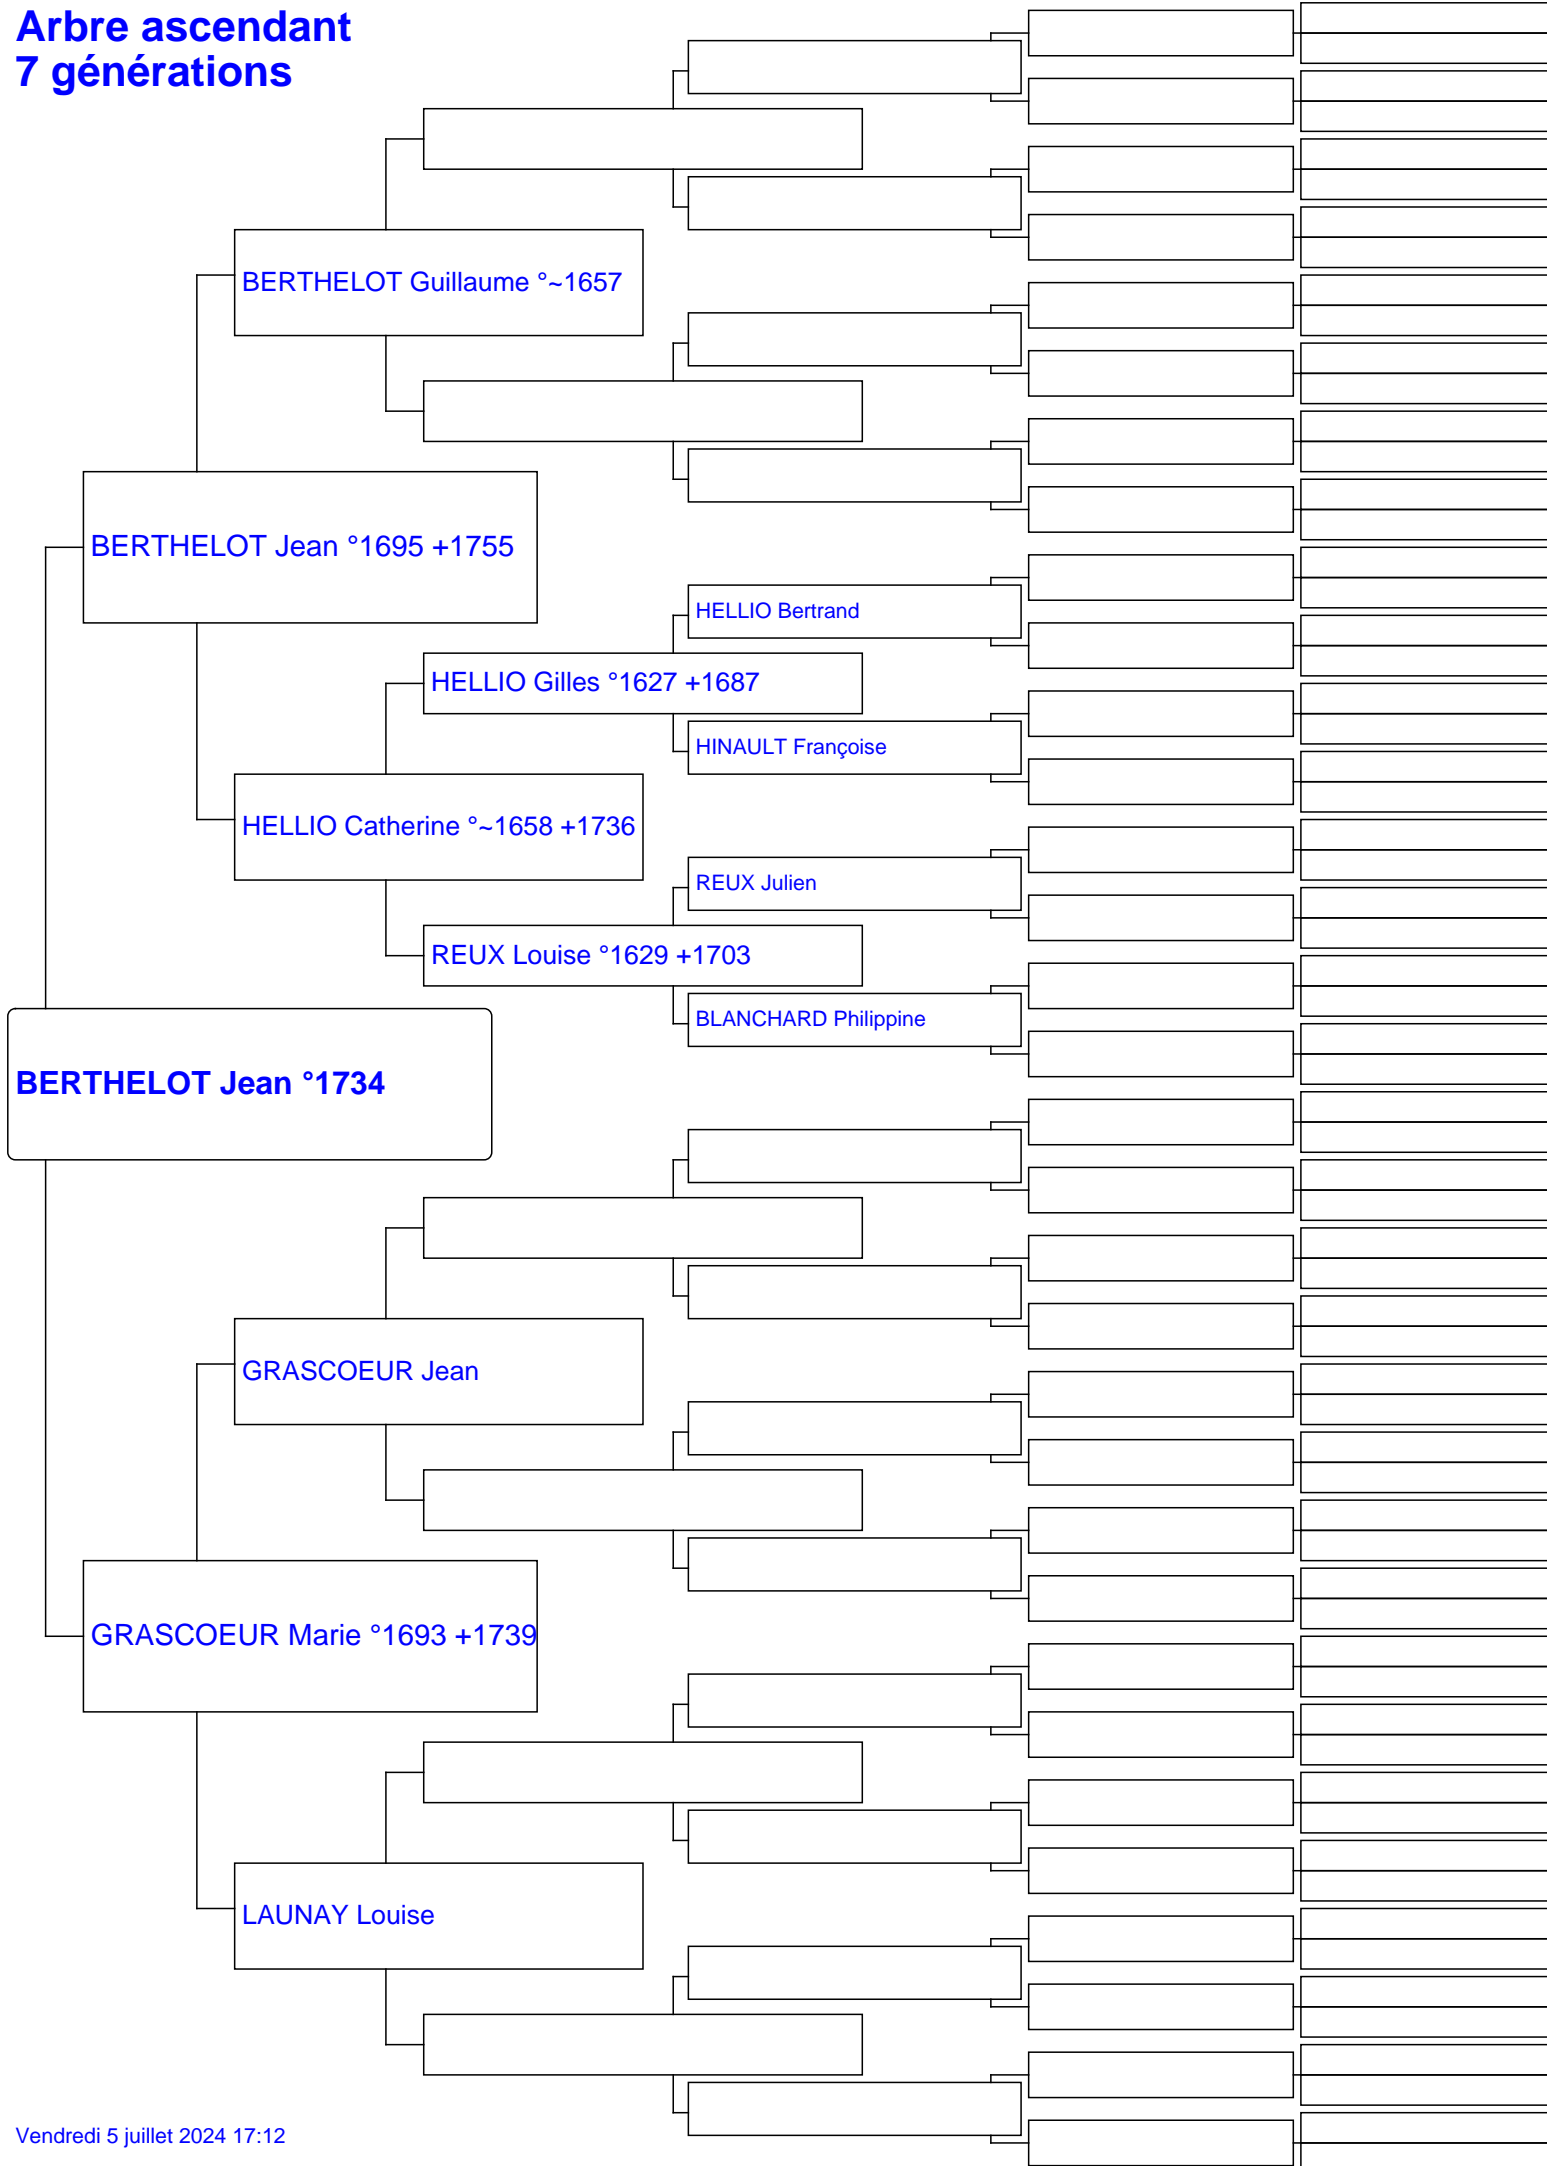 Arbre ascendant
7 générations
BERTHELOT Guillaume °~1657
BERTHELOT Jean °1695 +1755
HELLIO Bertrand
HELLIO Gilles °1627 +1687
HINAULT Françoise
HELLIO Catherine °~1658 +1736
REUX Julien
REUX Louise °1629 +1703
BLANCHARD Philippine
BERTHELOT Jean °1734
GRASCOEUR Jean
GRASCOEUR Marie °1693 +1739
LAUNAY Louise
Vendredi 5 juillet 2024 17:12